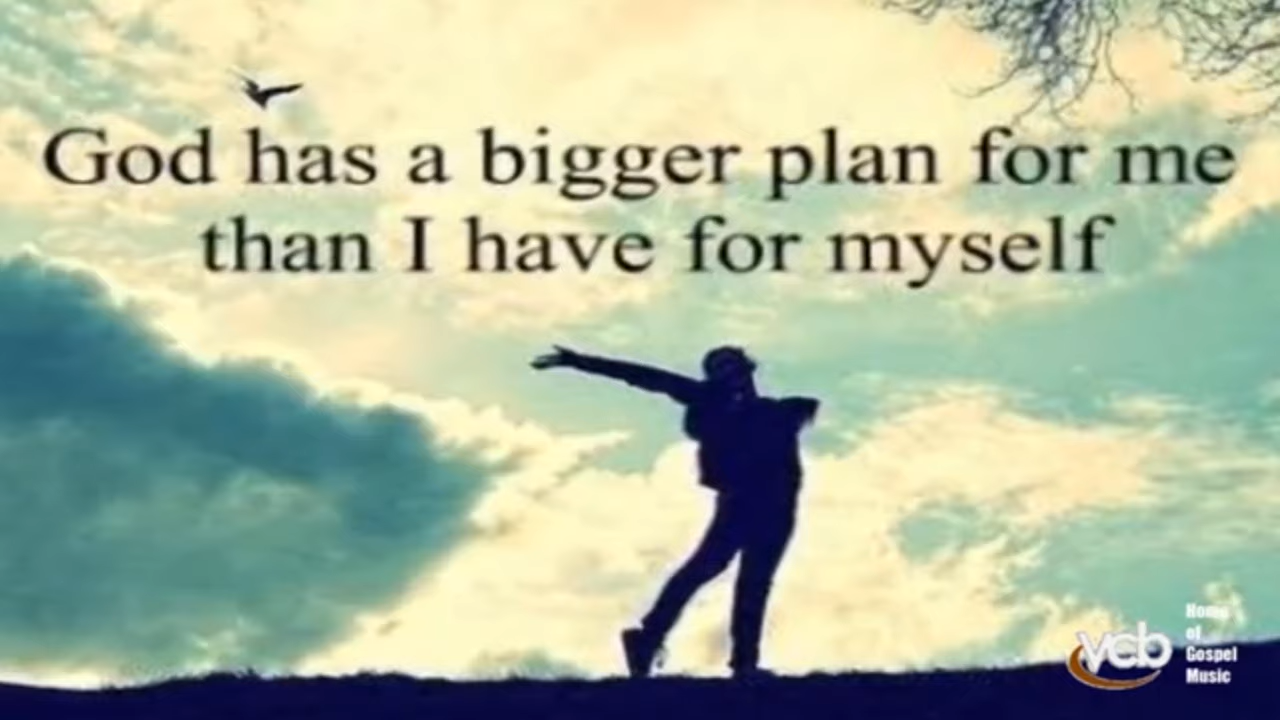 God has a bigger plan for me
than I have for myself
vcb
Home
of
Gospel
Music